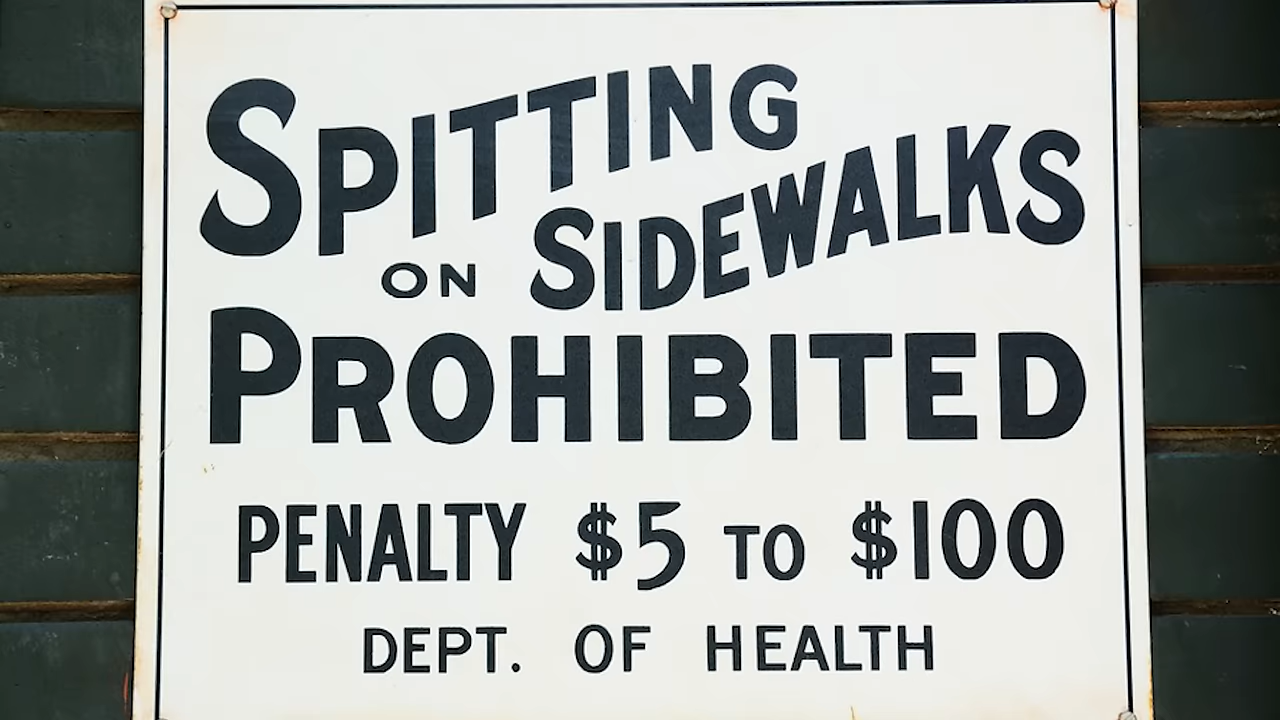 SPITTING
ON SIDEWALKS
PROHIBITED
PENALTY $5 TO $100
DEPT. OF HEALTH